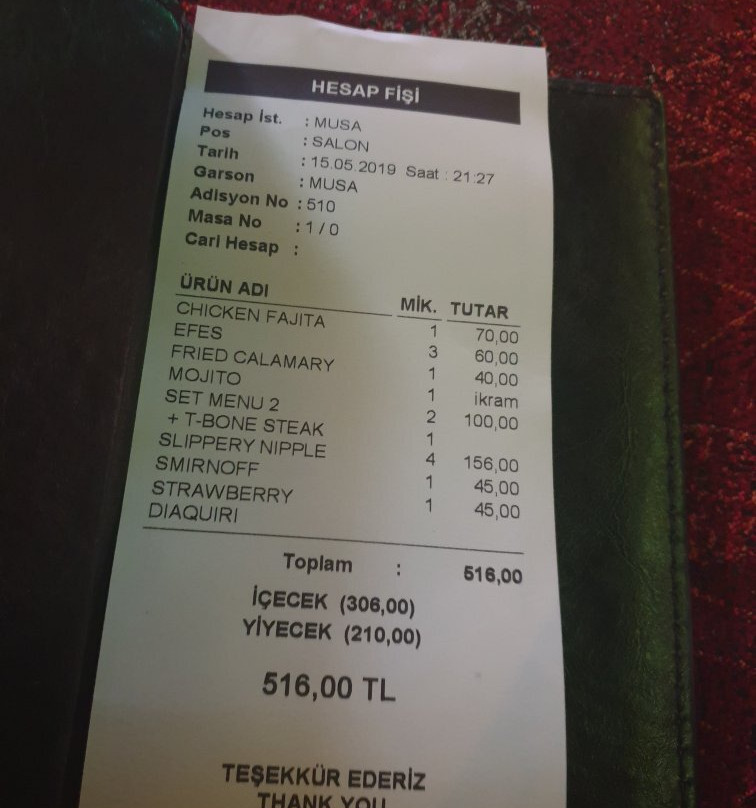 HESAP FİŞİ
Hesap İst. : MUSA
Pos : SALON
Tarih : 15.05.2019 Saat : 21:27
Garson : MUSA
Adisyon No : 510
Masa No : 1 / 0
Cari Hesap :
ÜRÜN ADI MİK. TUTAR
CHICKEN FAJITA 1 70,00
EFES 3 60,00
FRIED CALAMARY 1 40,00
MOJITO 1 ikram
SET MENU 2 2 100,00
+ T-BONE STEAK 1
SLIPPERY NIPPLE 4 156,00
SMIRNOFF 1 45,00
STRAWBERRY 1 45,00
DIAQUIRI
Toplam : 516,00
İÇECEK (306,00)
YİYECEK (210,00)
516,00 TL
TEŞEKKÜR EDERİZ
THANK YOU